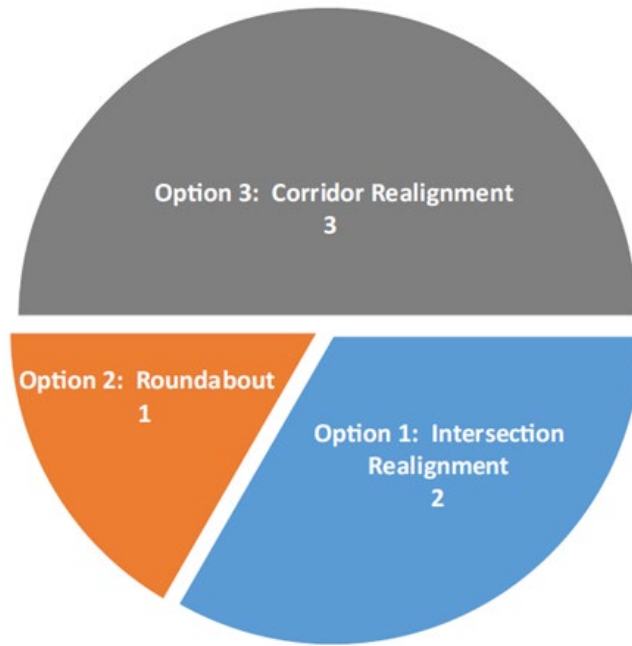 Option 3:  Corridor Realignment
3
Option 2:  Roundabout
1
Option 1:  Intersection
Realignment
2